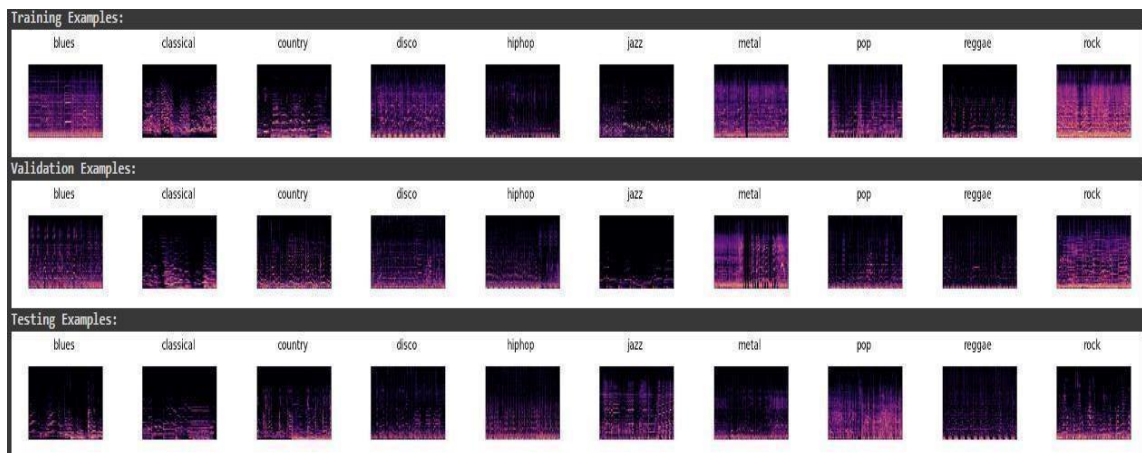 Training Examples:
blues classical country disco hiphop jazz metal pop reggae rock
Validation Examples:
blues classical country disco hiphop jazz metal pop reggae rock
Testing Examples:
blues classical country disco hiphop jazz metal pop reggae rock